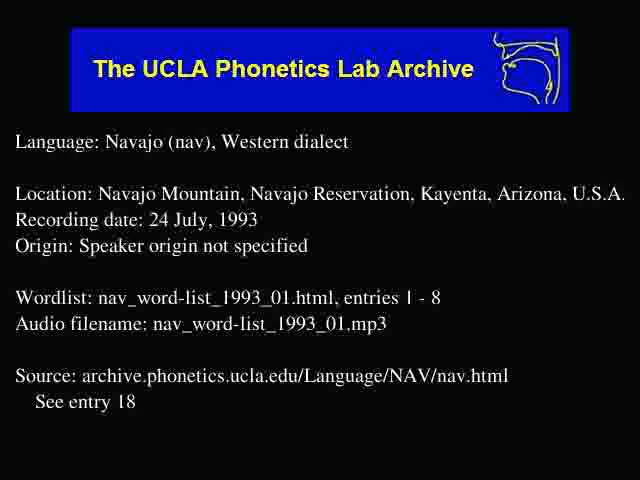 The UCLA Phonetics Lab Archive
Language: Navajo (nav), Western dialect
Location: Navajo Mountain, Navajo Reservation, Kayenta, Arizona, U.S.A.
Recording date: 24 July, 1993
Origin: Speaker origin not specified
Wordlist: nav_word-list_1993_01.html, entries 1 - 8
Audio filename: nav_word-list_1993_01.mp3
Source: archive.phonetics.ucla.edu/Language/NAV/nav.html
See entry 18